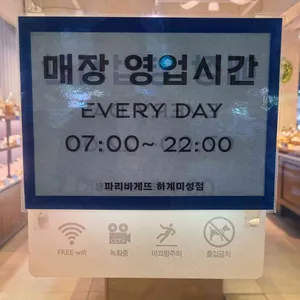 매장 영업시간
EVERY DAY
07:00~ 22:00
파리바게뜨 하계미성점
FREE wifi
녹화중
미끄럼주의
출입금지